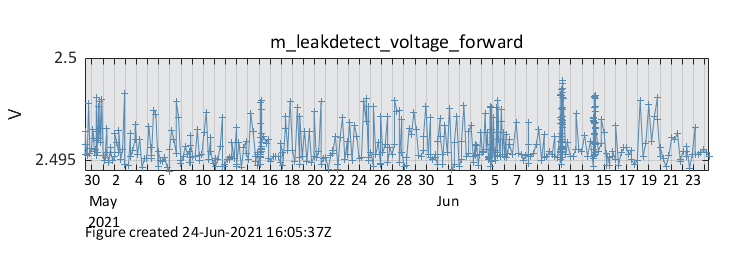 m_leakdetect_voltage_forward
2.5
V
2.495
30 2 4 6 8 10 12 14 16 18 20 22 24 26 28 30 1 3 5 7 9 11 13 15 17 19 21 23
May Jun
2021
Figure created 24-Jun-2021 16:05:37Z